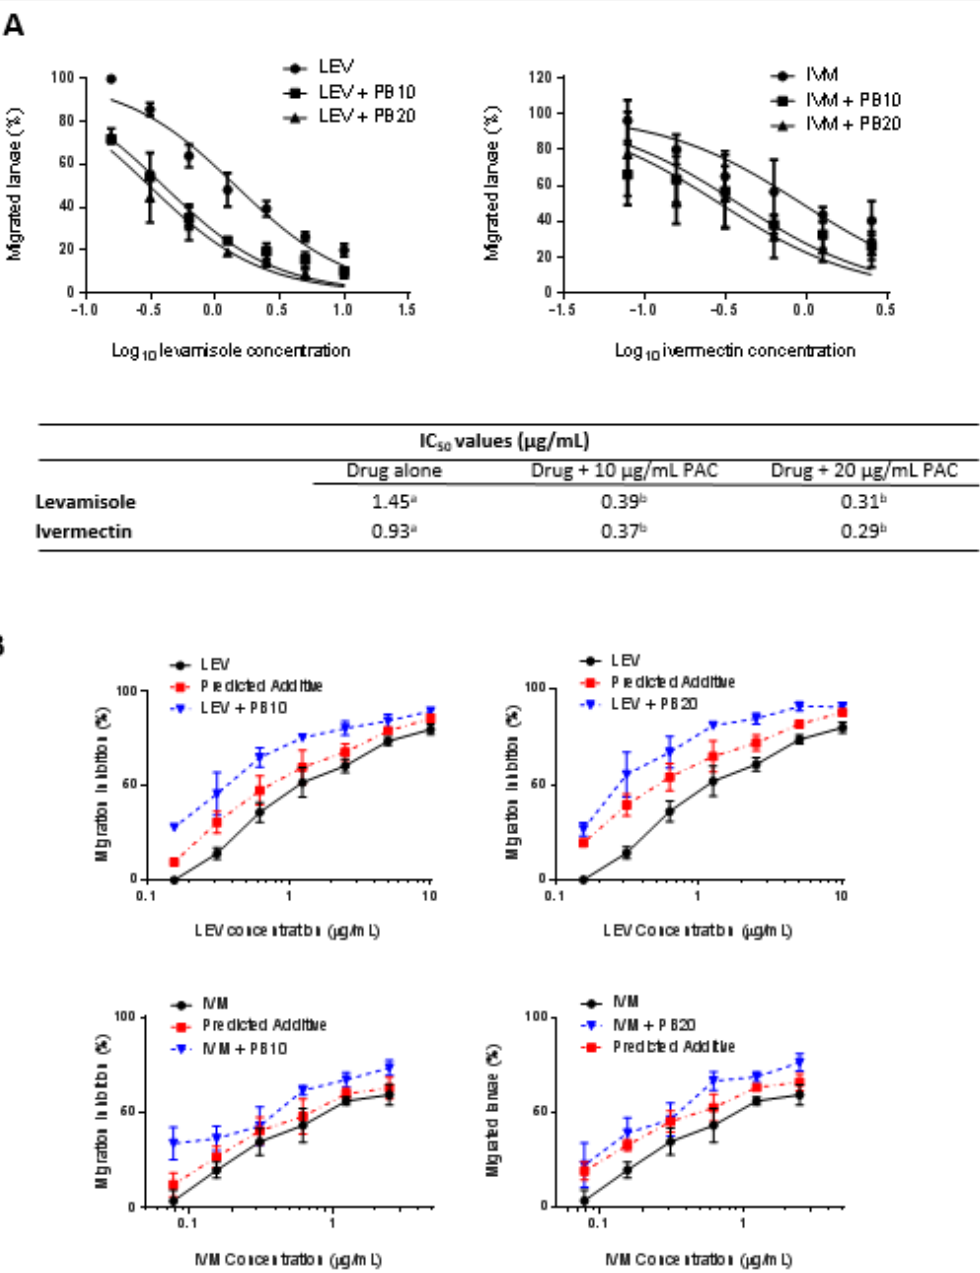 A
LEV
LEV + PB10
LEV + PB20
100
80
60
40
20
0
Migrated larvae (%)
-1.0 -0.5 0.0 0.5 1.0 1.5
Log10 levamisole concentration
IVM
IVM + PB10
IVM + PB20
120
100
80
60
40
20
0
Migrated larvae (%)
-1.5 -1.0 -0.5 0.0 0.5
Log10 ivermectin concentration
IC50 values (µg/mL)
Drug alone Drug + 10 µg/mL PAC Drug + 20 µg/mL PAC
Levamisole 1.45a 0.39b 0.31b
Ivermectin 0.93a 0.37b 0.29b
B
LEV
Predicted Additive
LEV + PB10
100
60
0
Migration Inhibition (%)
0.1 1 10
LEV concentration (µg/mL)
LEV
Predicted Additive
LEV + PB20
100
60
0
Migration Inhibition (%)
0.1 1 10
LEV Concentration (µg/mL)
IVM
Predicted Additive
IVM + PB10
100
60
0
Migration Inhibition (%)
0.1 1
IVM Concentration (µg/mL)
IVM
IVM + PB20
Predicted Additive
100
60
0
Migrated larvae (%)
0.1 1
IVM Concentration (µg/mL)